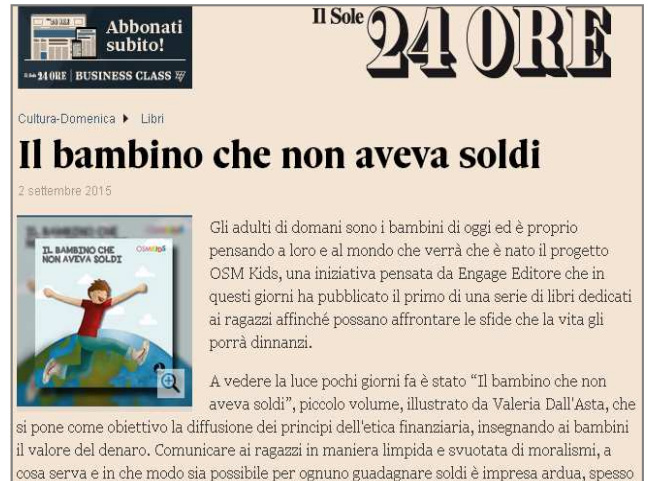 Abbonati
subito!
Il Sole 24 ORE | BUSINESS CLASS
Il Sole
24 ORE
Cultura-Domenica ▶ Libri
Il bambino che non aveva soldi
2 settembre 2015
IL BAMBINO CHE
NON AVEVA SOLDI
Gli adulti di domani sono i bambini di oggi ed è proprio
pensando a loro e al mondo che verrà che è nato il progetto
OSM Kids, una iniziativa pensata da Engage Editore che in
questi giorni ha pubblicato il primo di una serie di libri dedicati
ai ragazzi affinché possano affrontare le sfide che la vita gli
porrà dinnanzi.
A vedere la luce pochi giorni fa è stato “Il bambino che non
aveva soldi”, piccolo volume, illustrato da Valeria Dall'Asta, che
si pone come obiettivo la diffusione dei principi dell'etica finanziaria, insegnando ai bambini
il valore del denaro. Comunicare ai ragazzi in maniera limpida e svuotata di moralismi, a
cosa serva e in che modo sia possibile per ognuno guadagnare soldi è impresa ardua, spesso